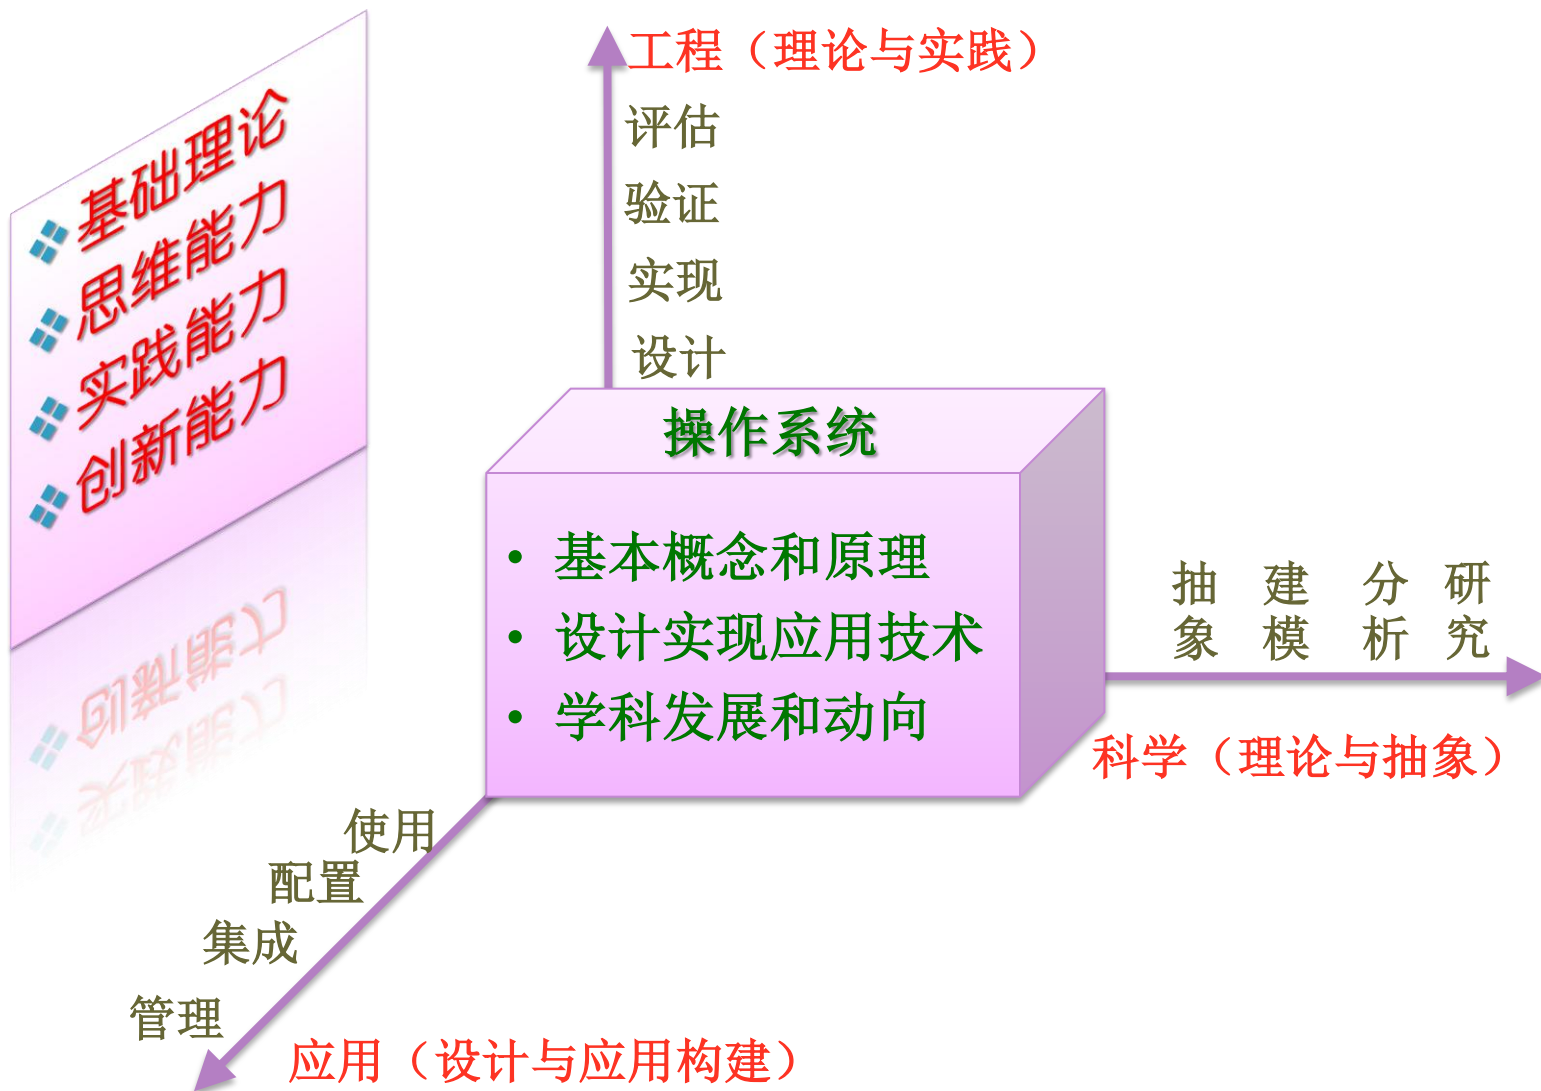 基础理论
思维能力
实践能力
创新能力
工程（理论与实践）
评估
验证
实现
设计
操作系统
• 基本概念和原理
• 设计实现应用技术
• 学科发展和动向
抽象 建模 分析 研究
科学（理论与抽象）
使用
配置
集成
管理
应用（设计与应用构建）